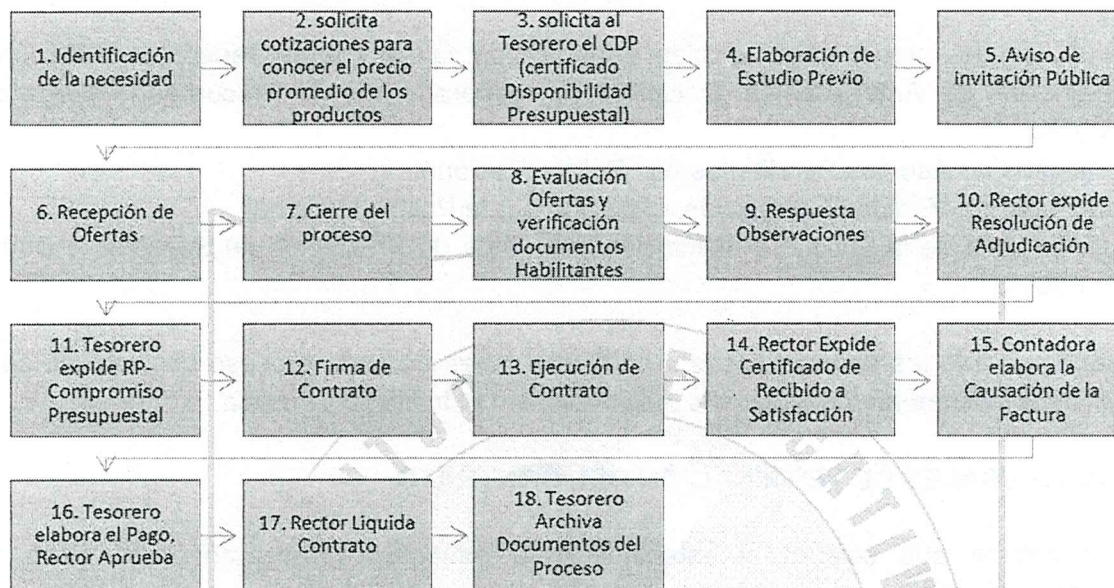 1. Identificación
de la necesidad
2. solicita
cotizaciones para
conocer el precio
promedio de los
productos
3. solicita al
Tesorero el CDP
(certificado
Disponibilidad
Presupuestal)
4. Elaboración de
Estudio Previo
5. Aviso de
invitación Pública
6. Recepción de
Ofertas
7. Cierre del
proceso
8. Evaluación
Ofertas y
verificación
documentos
Habilitantes
9. Respuesta
Observaciones
10. Rector expide
Resolución de
Adjudicación
11. Tesorero
expide RP-
Compromiso
Presupuestal
12. Firma de
Contrato
13. Ejecución de
Contrato
14. Rector Expide
Certificado de
Recibido a
Satisfacción
15. Contadora
elabora la
Causación de la
Factura
16. Tesorero
elabora el Pago,
Rector Aprueba
17. Rector Liquida
Contrato
18. Tesorero
Archiva
Documentos del
Proceso